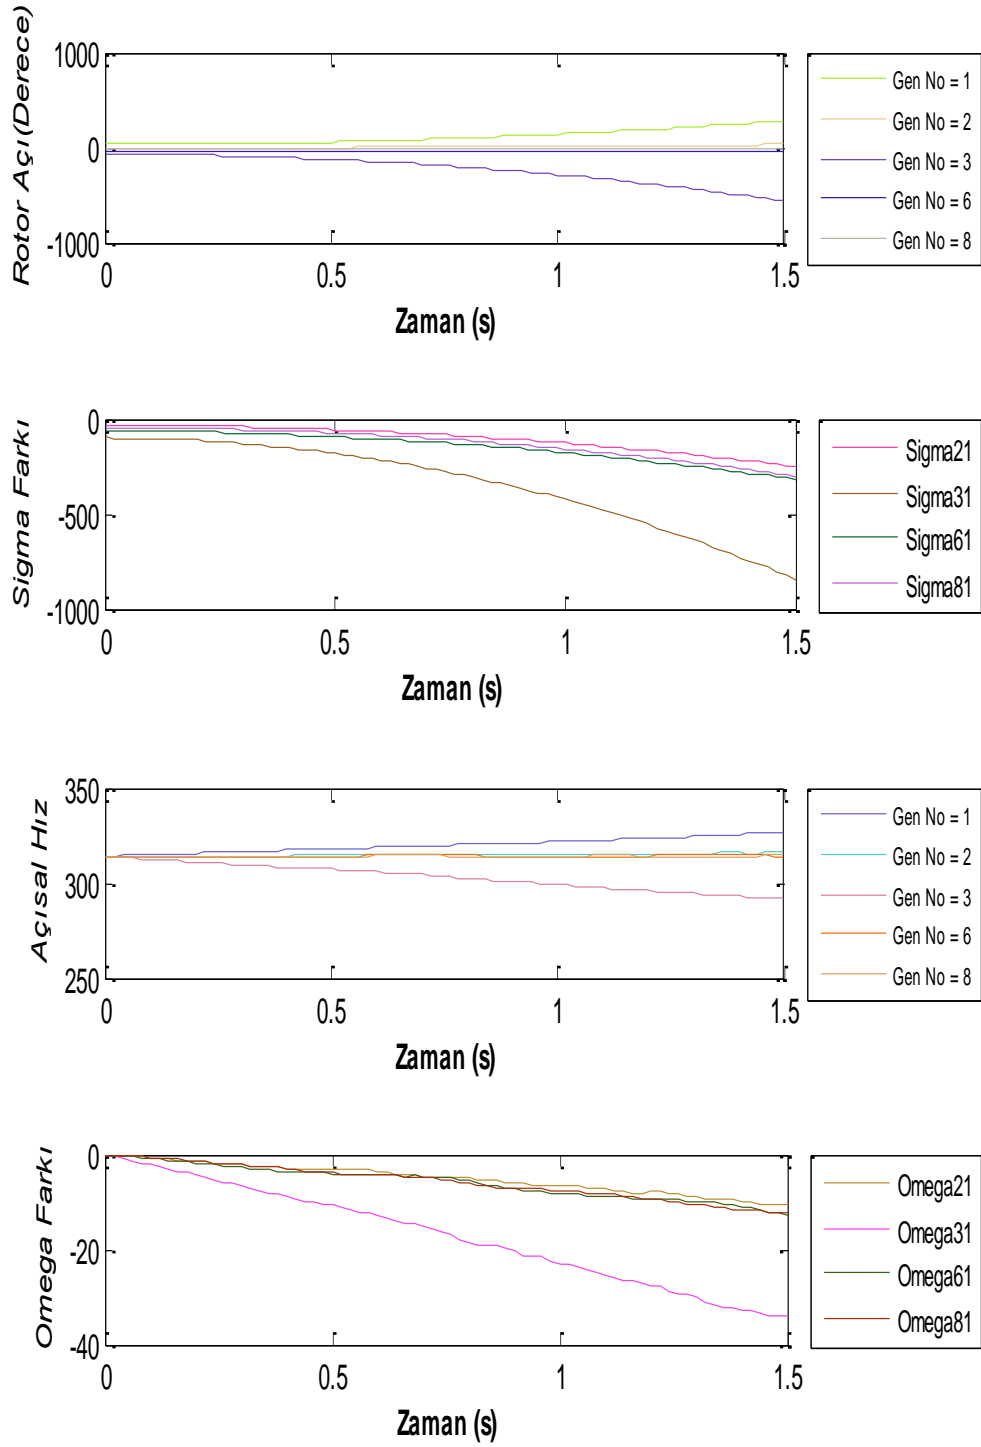 Rotor Açı(Derece)
1000
0
-1000
0
0.5
1
1.5
Zaman (s)
Gen No = 1
Gen No = 2
Gen No = 3
Gen No = 6
Gen No = 8
Sigma Farkı
0
-500
-1000
0
0.5
1
1.5
Zaman (s)
Sigma21
Sigma31
Sigma61
Sigma81
Açısal Hız
350
300
250
0
0.5
1
1.5
Zaman (s)
Gen No = 1
Gen No = 2
Gen No = 3
Gen No = 6
Gen No = 8
Omega Farkı
0
-20
-40
0
0.5
1
1.5
Zaman (s)
Omega21
Omega31
Omega61
Omega81